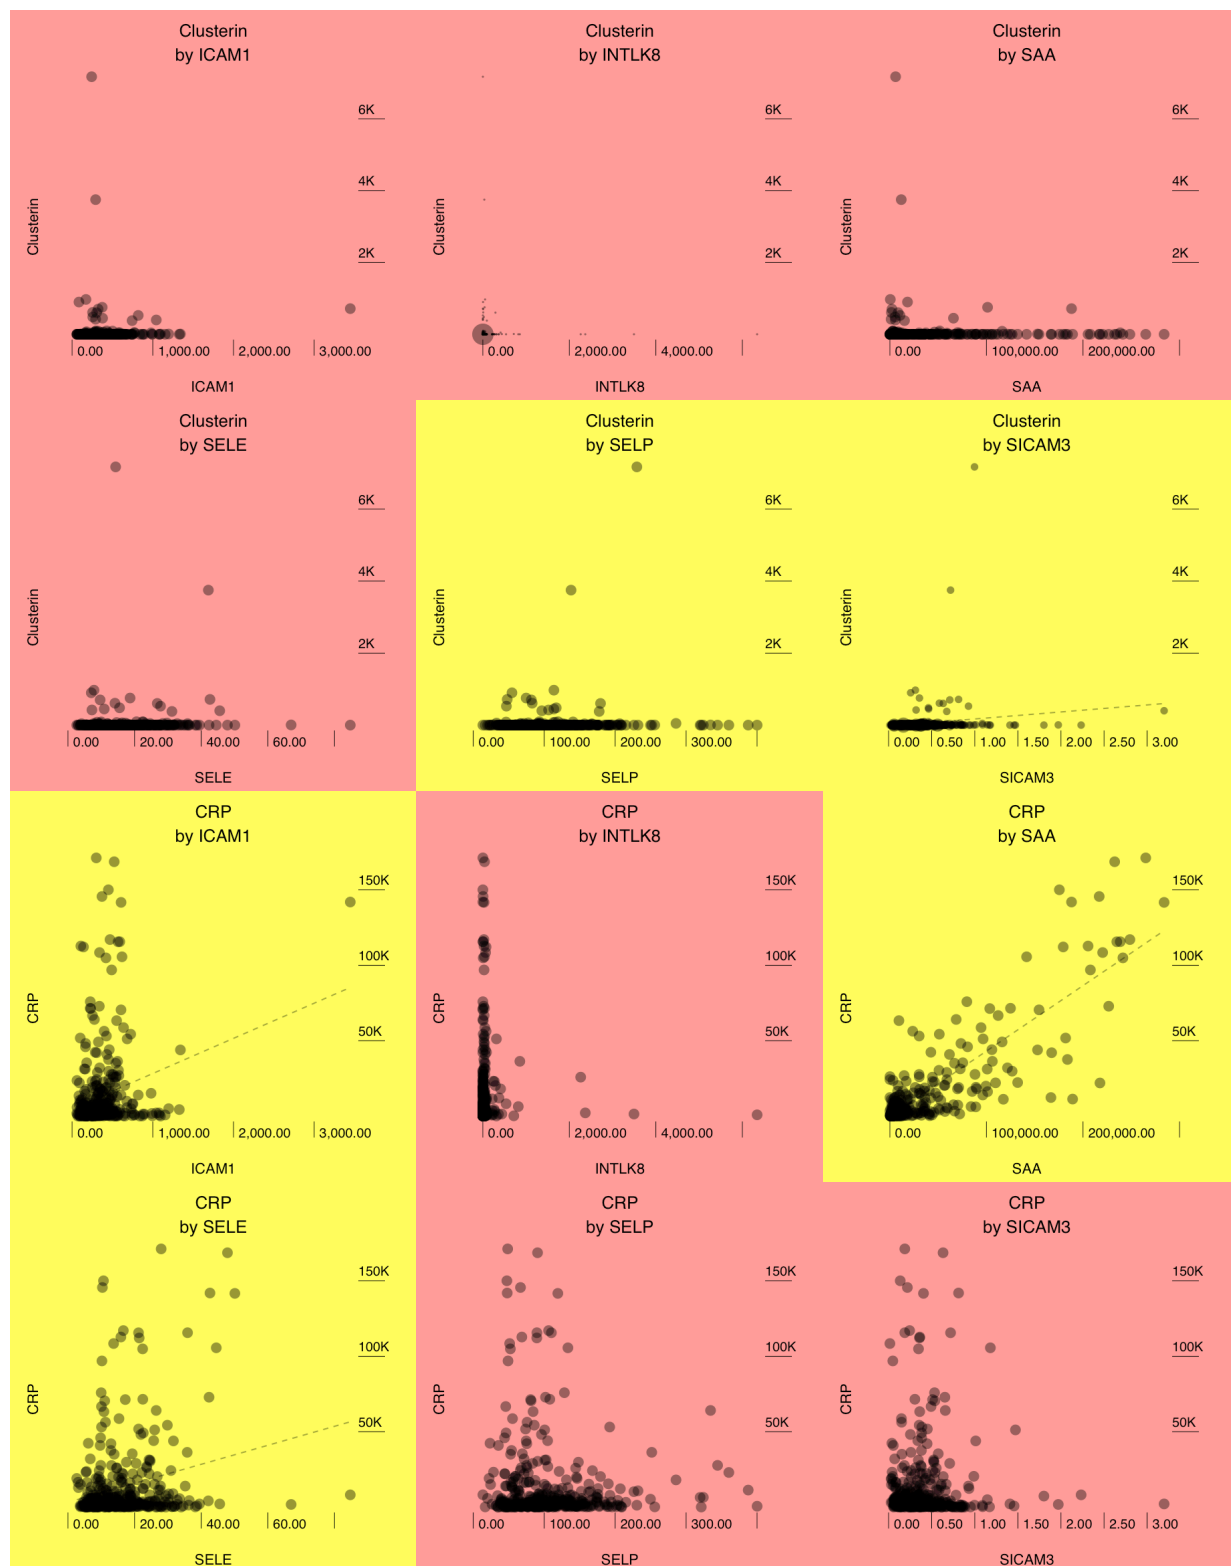 Clusterin
by ICAM1
6K
4K
2K
Clusterin
0.00 1,000.00 2,000.00 3,000.00
ICAM1
Clusterin
by INTLK8
6K
4K
2K
Clusterin
0.00 2,000.00 4,000.00
INTLK8
Clusterin
by SAA
6K
4K
2K
Clusterin
0.00 100,000.00 200,000.00
SAA
Clusterin
by SELE
6K
4K
2K
Clusterin
0.00 20.00 40.00 60.00
SELE
Clusterin
by SELP
6K
4K
2K
Clusterin
0.00 100.00 200.00 300.00
SELP
Clusterin
by SICAM3
6K
4K
2K
Clusterin
0.00 0.50 1.00 1.50 2.00 2.50 3.00
SICAM3
CRP
by ICAM1
150K
100K
50K
CRP
0.00 1,000.00 2,000.00 3,000.00
ICAM1
CRP
by INTLK8
150K
100K
50K
CRP
0.00 2,000.00 4,000.00
INTLK8
CRP
by SAA
150K
100K
50K
CRP
0.00 100,000.00 200,000.00
SAA
CRP
by SELE
150K
100K
50K
CRP
0.00 20.00 40.00 60.00
SELE
CRP
by SELP
150K
100K
50K
CRP
0.00 100.00 200.00 300.00
SELP
CRP
by SICAM3
150K
100K
50K
CRP
0.00 0.50 1.00 1.50 2.00 2.50 3.00
SICAM3